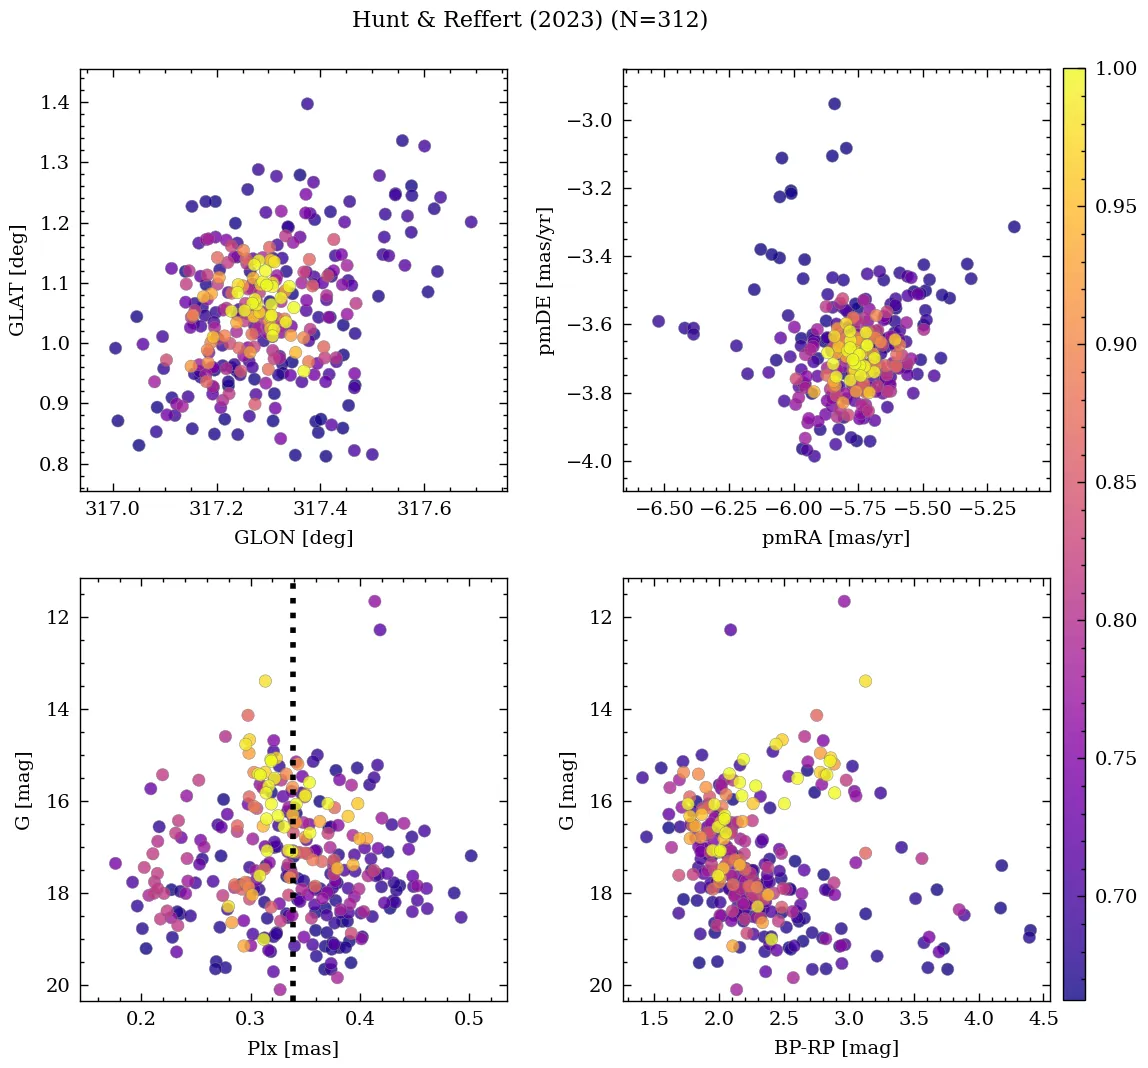 Hunt & Reffert (2023) (N=312)
1.4
1.3
1.2
1.1
1.0
0.9
0.8
GLAT [deg]
317.0 317.2 317.4 317.6
GLON [deg]
−3.0
−3.2
−3.4
−3.6
−3.8
−4.0
pmDE [mas/yr]
−6.50 −6.25 −6.00 −5.75 −5.50 −5.25
pmRA [mas/yr]
12
14
16
18
20
G [mag]
0.2 0.3 0.4 0.5
Plx [mas]
12
14
16
18
20
G [mag]
1.5 2.0 2.5 3.0 3.5 4.0 4.5
BP-RP [mag]
1.00
0.95
0.90
0.85
0.80
0.75
0.70